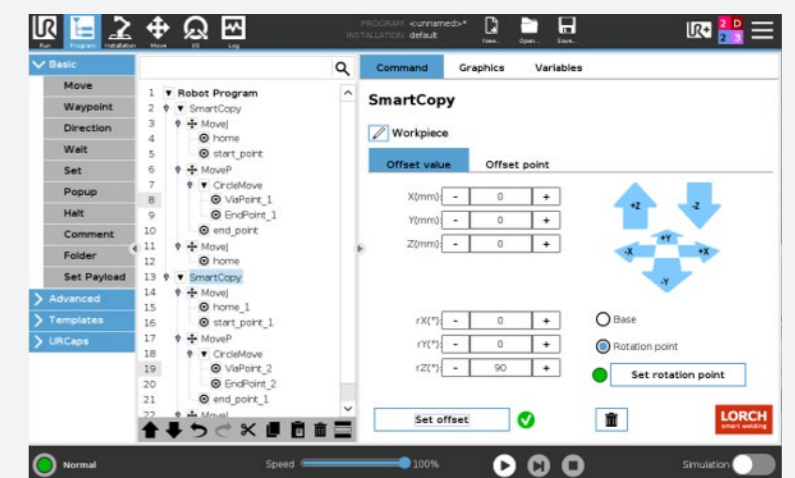 UR PROGRAM <unnamed>* UR+ 2 D
INSTALLATION default 2 3
Run Program Installation Move I/O Log New... Open... Save...
Basic
Move
Waypoint
Direction
Wait
Set
Popup
Halt
Comment
Folder
Set Payload
Advanced
Templates
URCaps
1 Robot Program
2 SmartCopy
3 MoveJ
4 home
5 start_point
6 MoveP
7 CircleMove
8 ViaPoint_1
9 EndPoint_1
10 end_point
11 MoveJ
12 home
13 SmartCopy
14 MoveJ
15 home_1
16 start_point_1
17 MoveP
18 CircleMove
19 ViaPoint_2
20 EndPoint_2
21 end_point_1
22 MoveJ
Command Graphics Variables
SmartCopy
Workpiece
Offset value Offset point
X(mm): - 0 +
Y(mm): - 0 +
Z(mm): - 0 +
+Z -Z
+Y
-X +X
-Y
rX(°): - 0 +
rY(°): - 0 +
rZ(°): - 90 +
Base
Rotation point
Set rotation point
Set offset
LORCH
smart welding
Normal Speed 100% Simulation